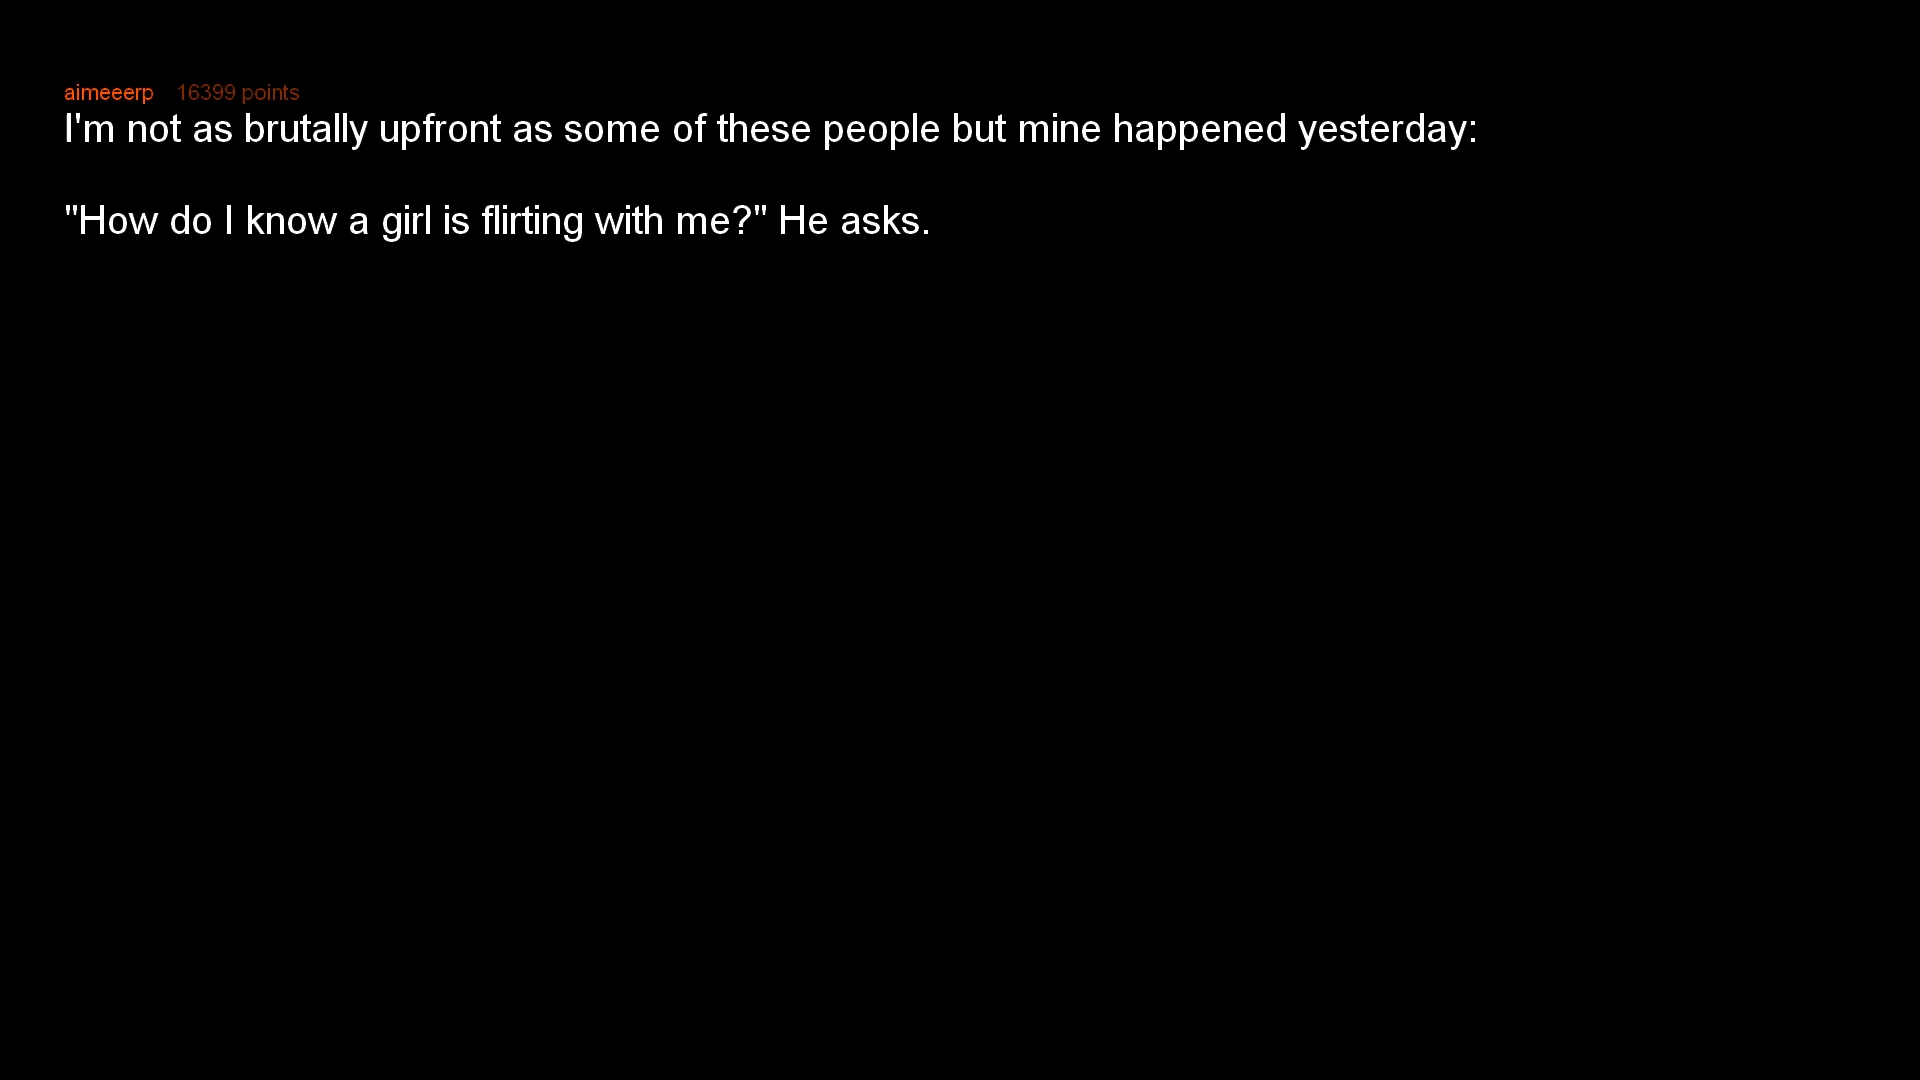 aimeeerp 16399 points
I'm not as brutally upfront as some of these people but mine happened yesterday:
"How do I know a girl is flirting with me?" He asks.